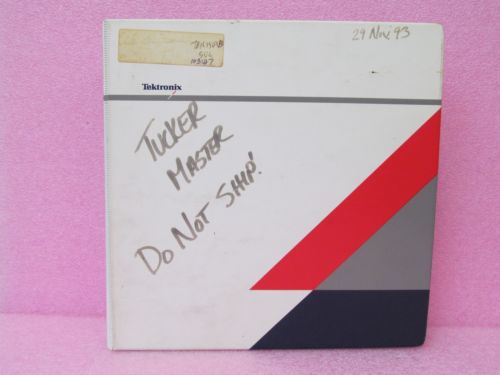 29 Nov '93
Tektronix
TUCKER
MASTER
DO NOT SHIP!